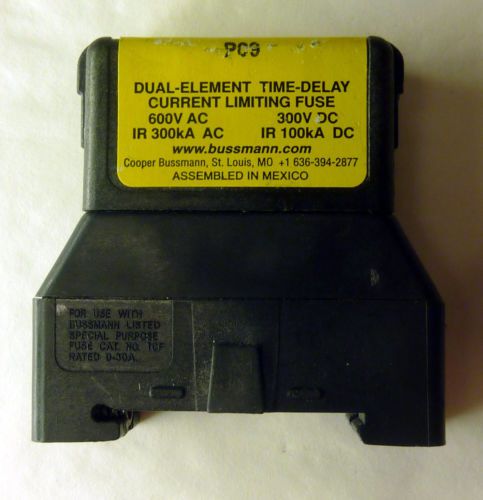 PC9
DUAL-ELEMENT TIME-DELAY
CURRENT LIMITING FUSE
600V AC 300V DC
IR 300kA AC IR 100kA DC
www.bussmann.com
Cooper Bussmann, St. Louis, MO +1 636-394-2877
ASSEMBLED IN MEXICO
FOR USE WITH
BUSSMANN LISTED
SPECIAL PURPOSE
FUSE CAT. NO. TCF
RATED 0-30A.